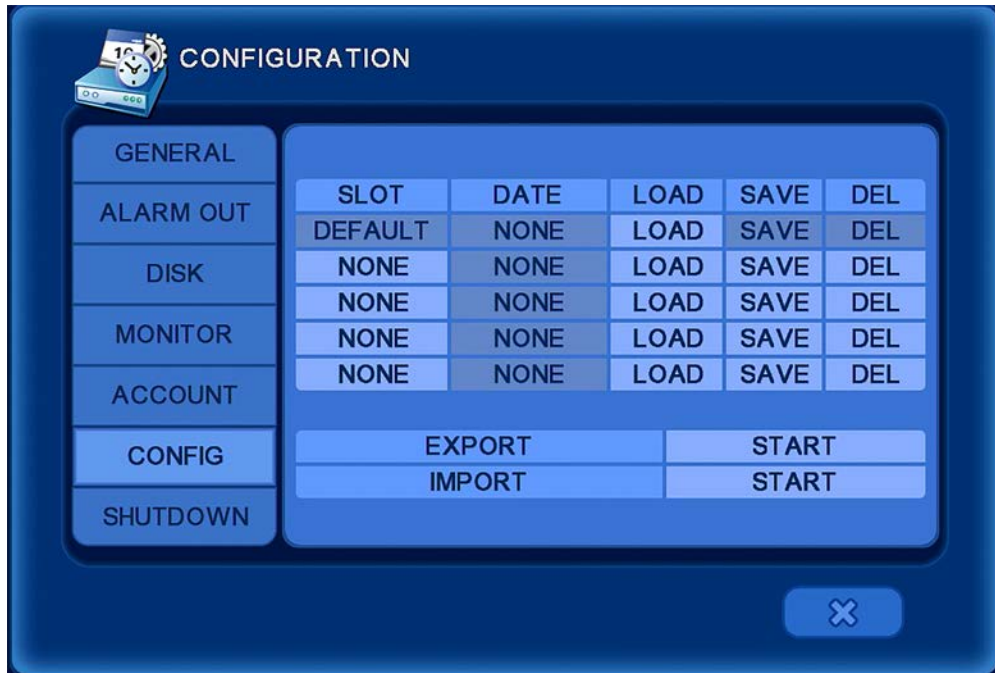 CONFIGURATION
GENERAL
ALARM OUT
DISK
MONITOR
ACCOUNT
CONFIG
SHUTDOWN
SLOT DATE LOAD SAVE DEL
DEFAULT NONE LOAD SAVE DEL
NONE NONE LOAD SAVE DEL
NONE NONE LOAD SAVE DEL
NONE NONE LOAD SAVE DEL
NONE NONE LOAD SAVE DEL
EXPORT START
IMPORT START